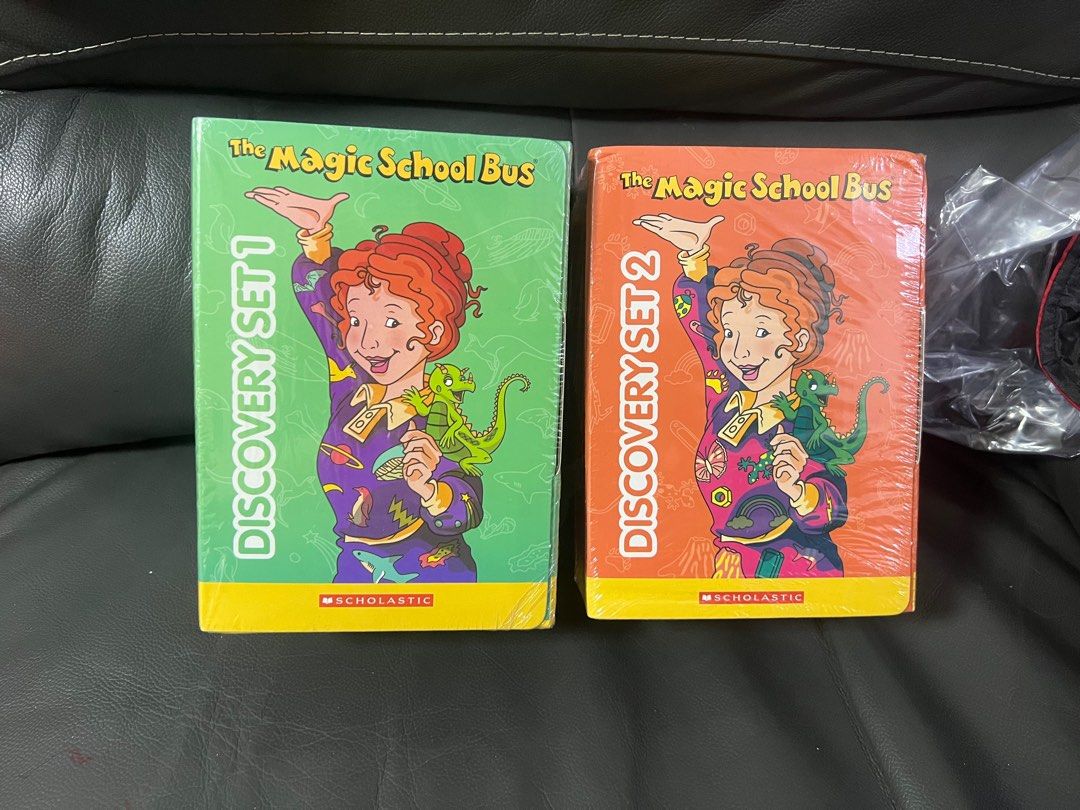 The Magic School Bus®
DISCOVERY SET 1
SCHOLASTIC
The Magic School Bus
DISCOVERY SET 2
SCHOLASTIC